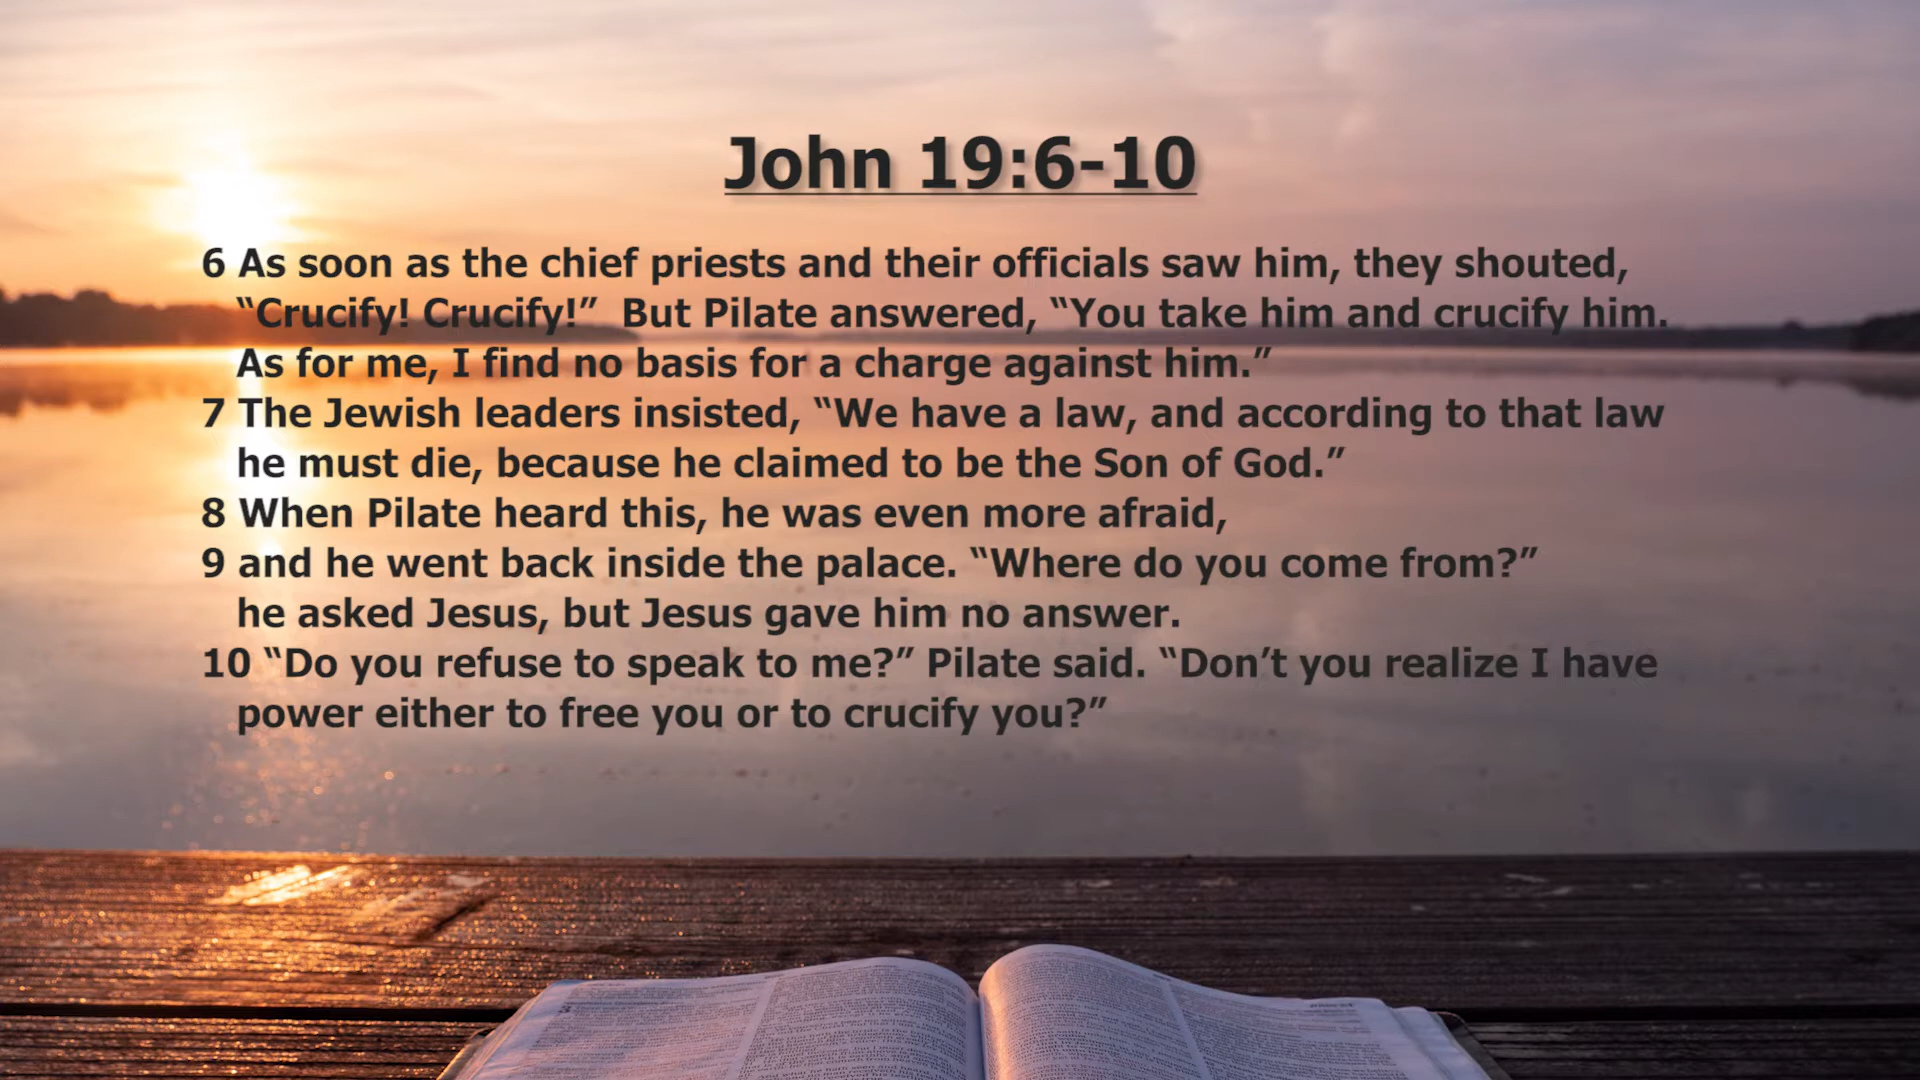 John 19:6-10
6 As soon as the chief priests and their officials saw him, they shouted,
“Crucify! Crucify!”  But Pilate answered, “You take him and crucify him.
As for me, I find no basis for a charge against him.”
7 The Jewish leaders insisted, “We have a law, and according to that law
he must die, because he claimed to be the Son of God.”
8 When Pilate heard this, he was even more afraid,
9 and he went back inside the palace. “Where do you come from?”
he asked Jesus, but Jesus gave him no answer.
10 “Do you refuse to speak to me?” Pilate said. “Don’t you realize I have
power either to free you or to crucify you?”